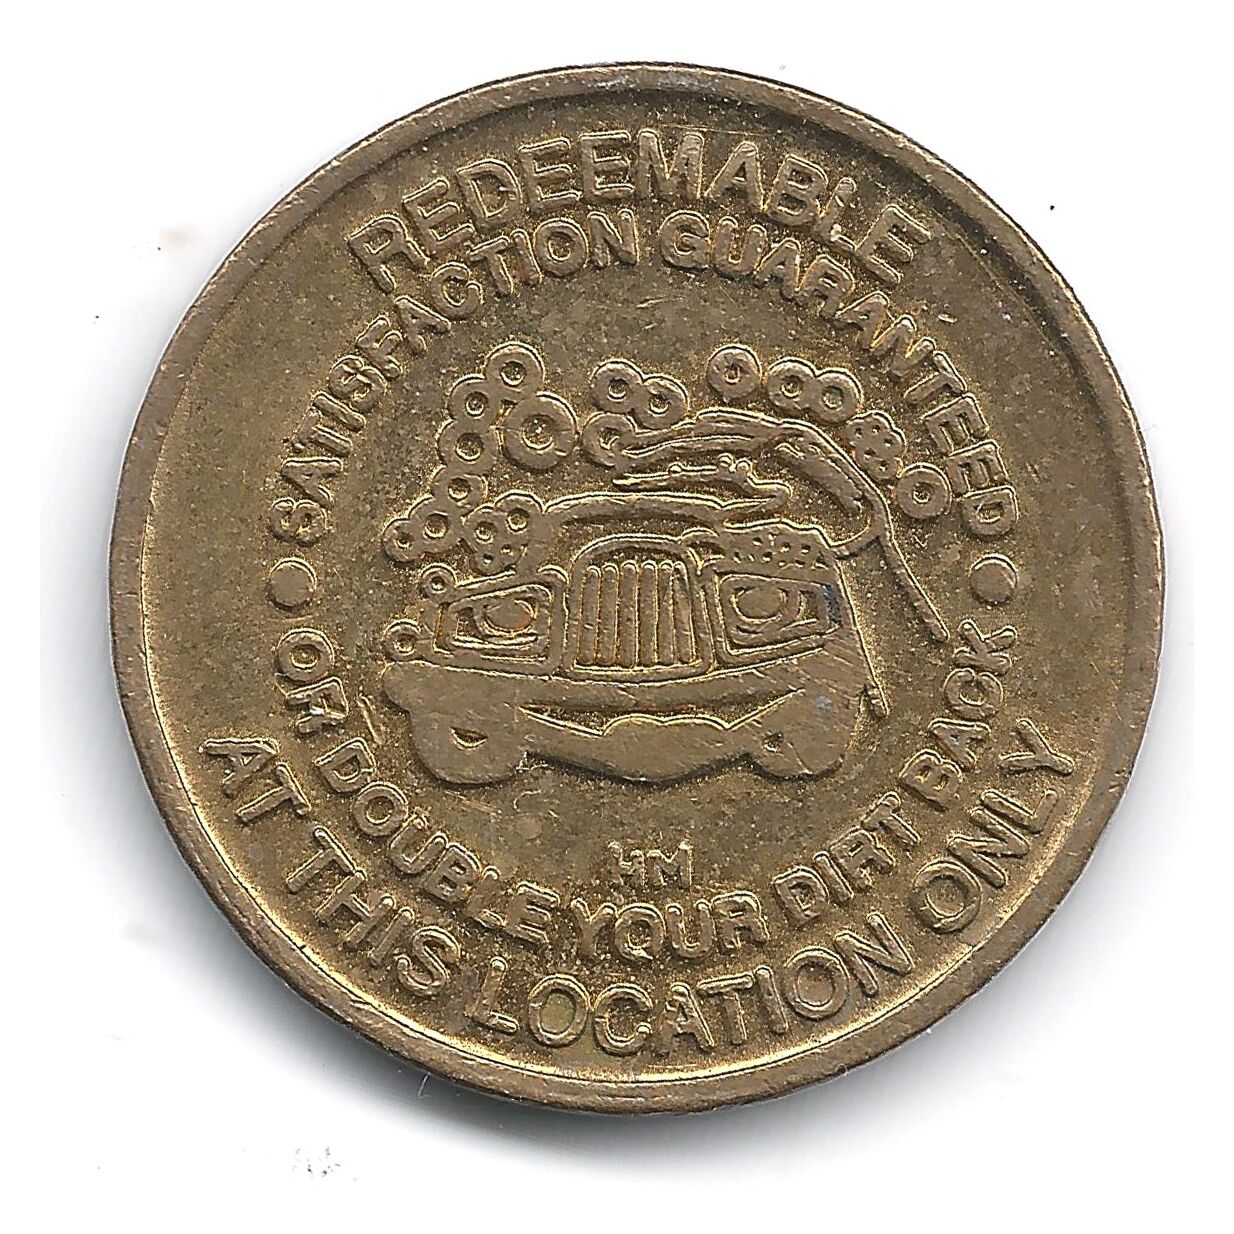 REDEEMABLE
SATISFACTION GUARANTEED
OR DOUBLE YOUR DIRT BACK
AT THIS LOCATION ONLY
HM